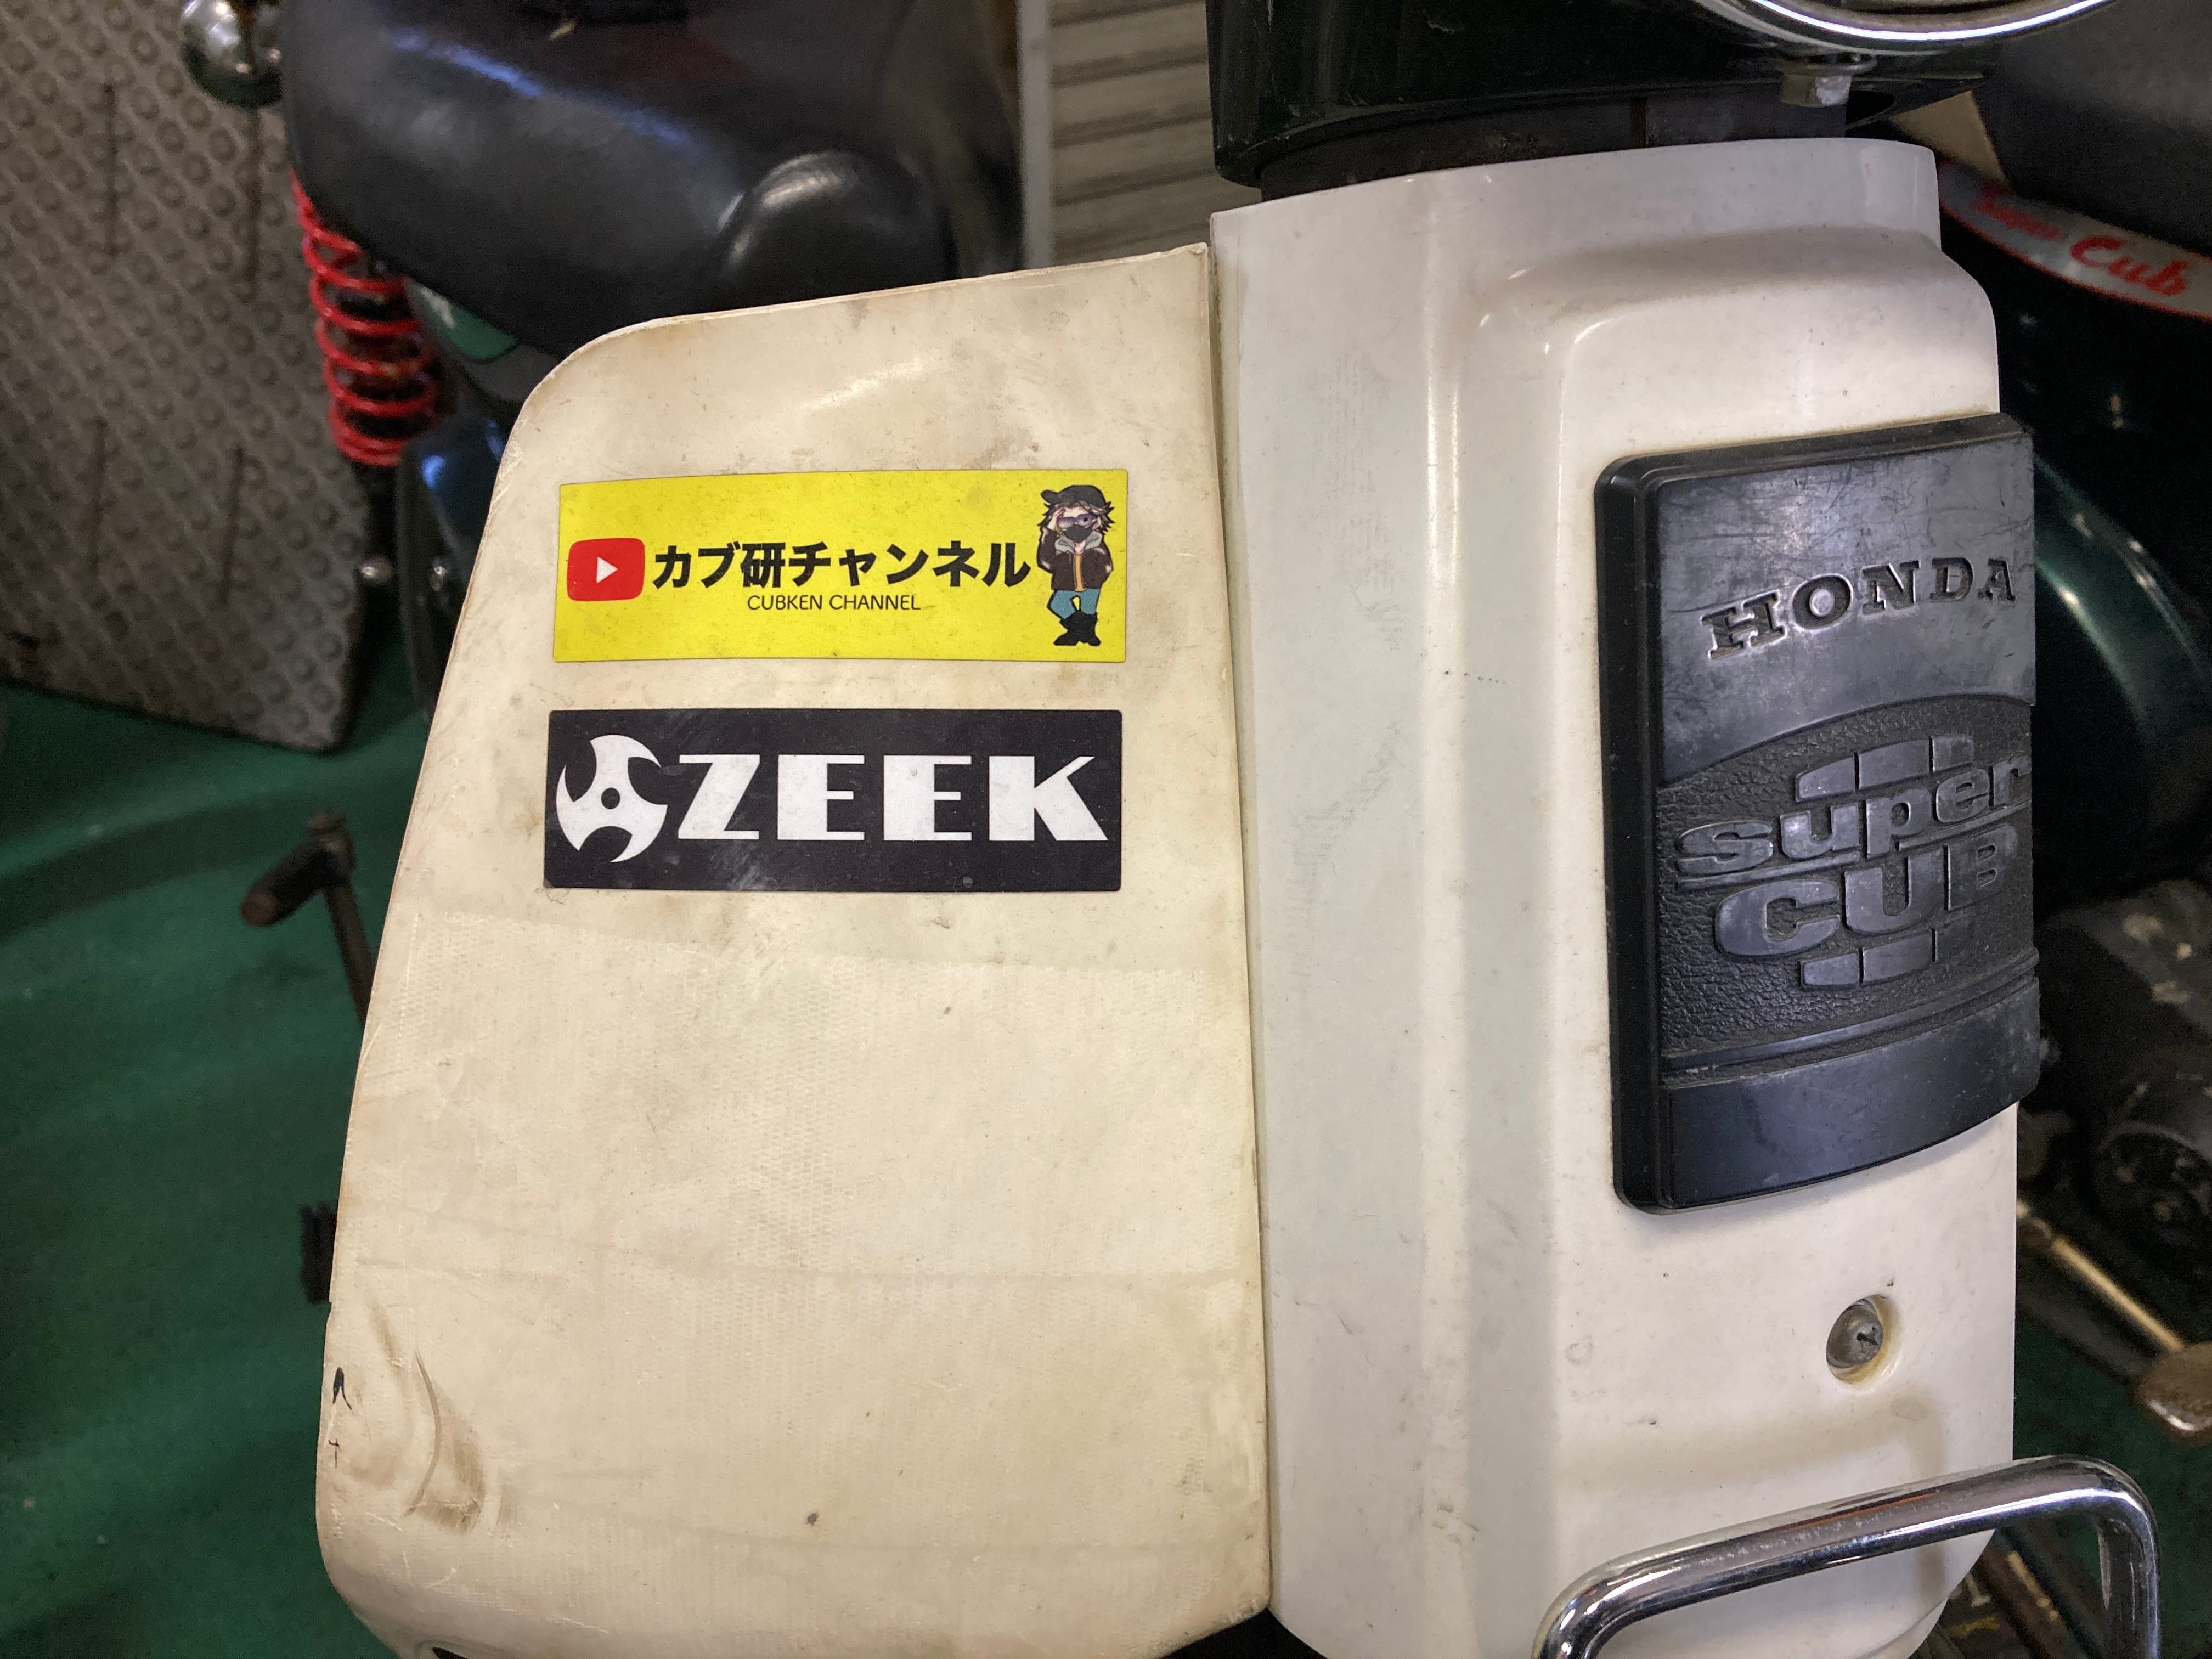 カブ研チャンネル
CUBKEN CHANNEL
ZEEK
HONDA
super
CUB
Super Cub